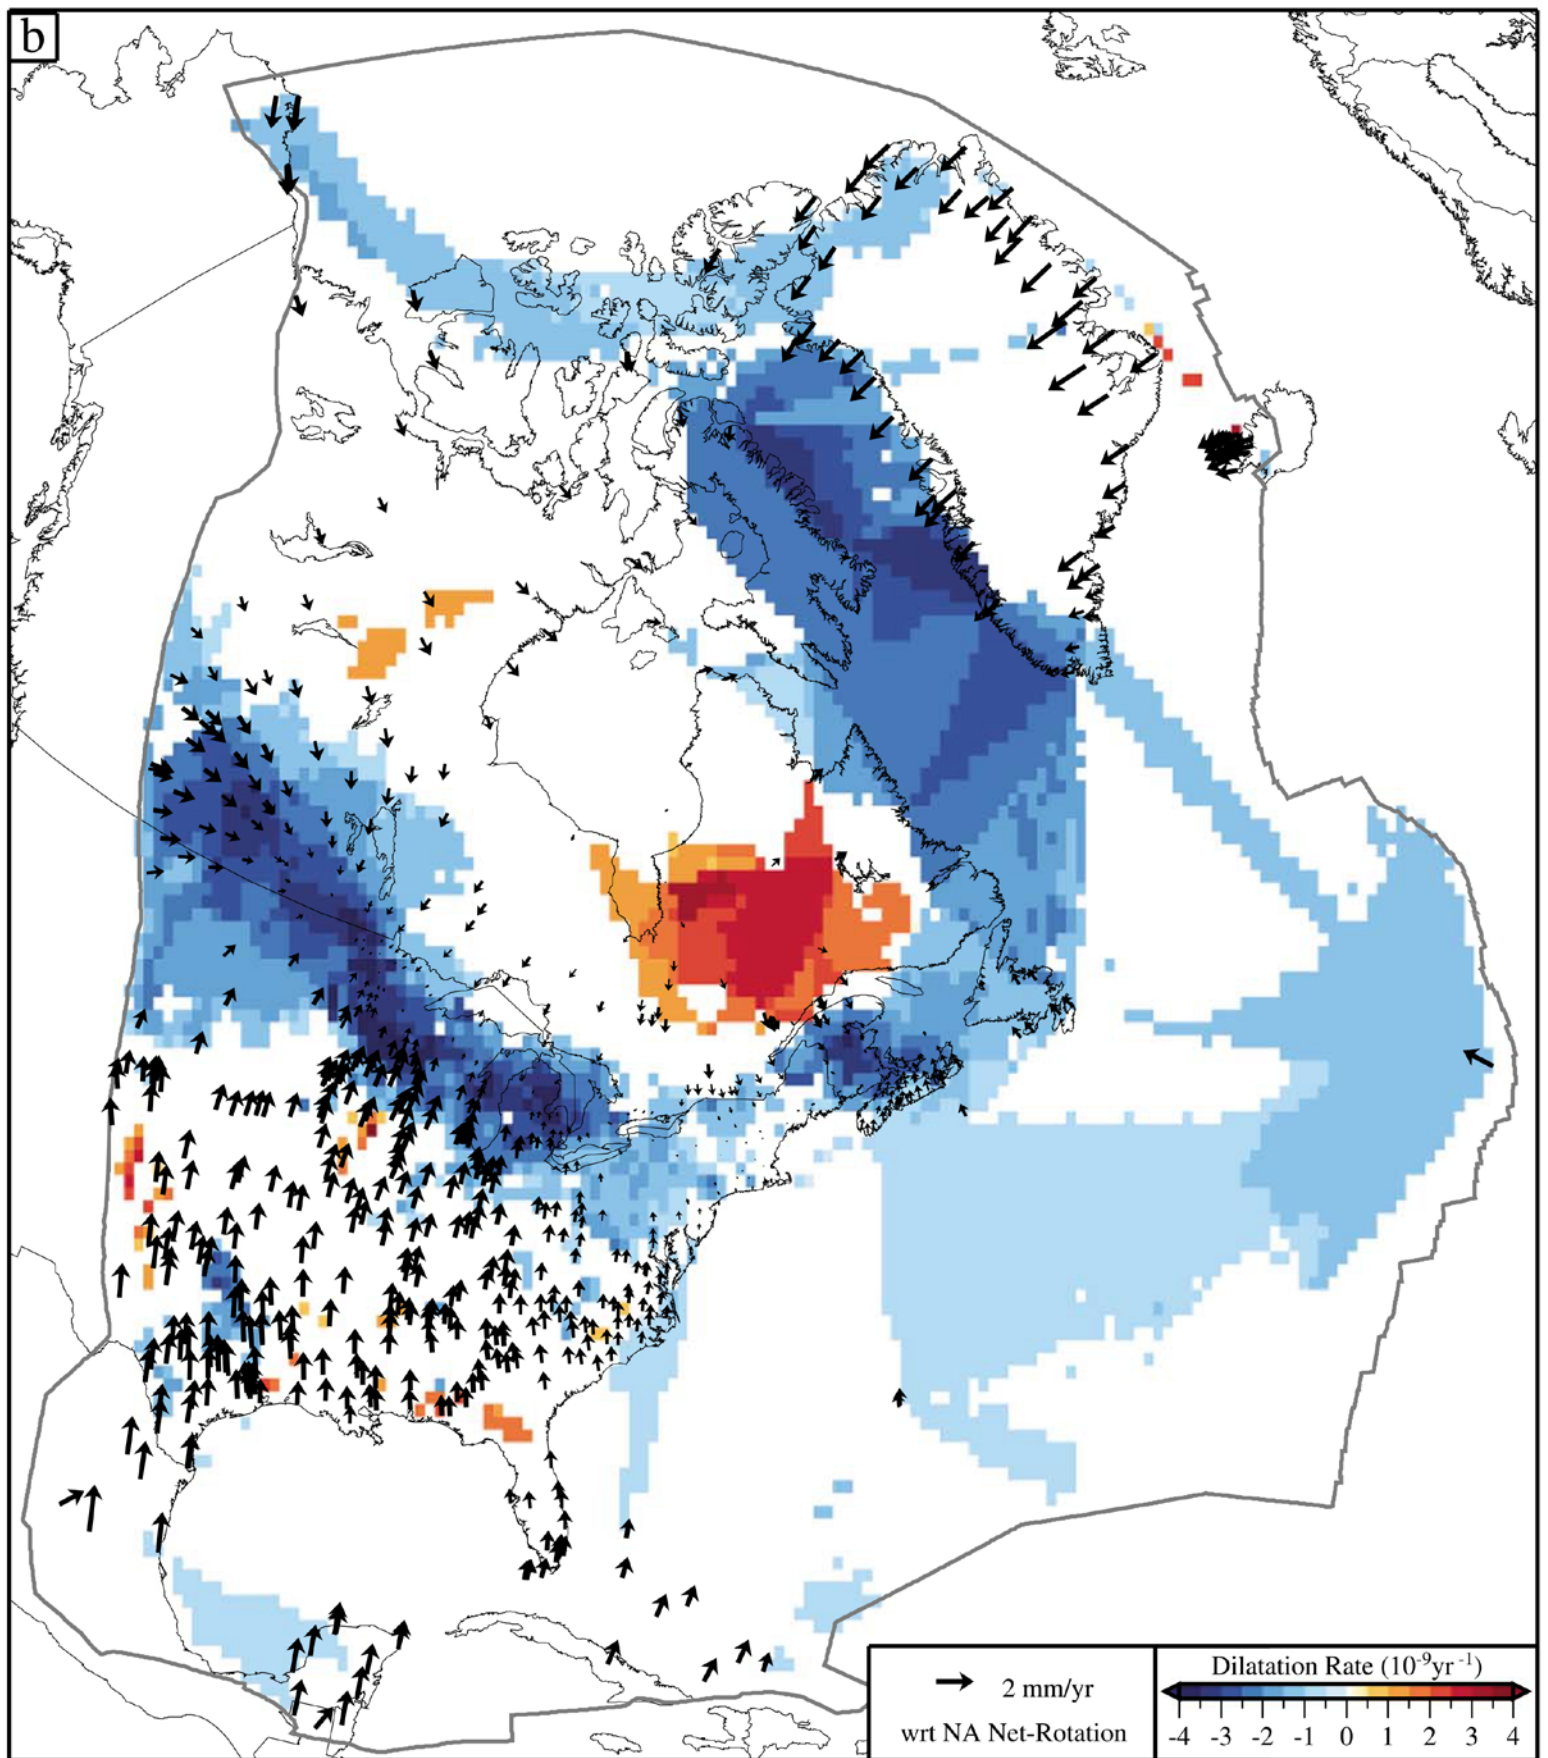 b
2 mm/yr
wrt NA Net-Rotation
Dilatation Rate (10⁻⁹yr⁻¹)
-4 -3 -2 -1 0 1 2 3 4